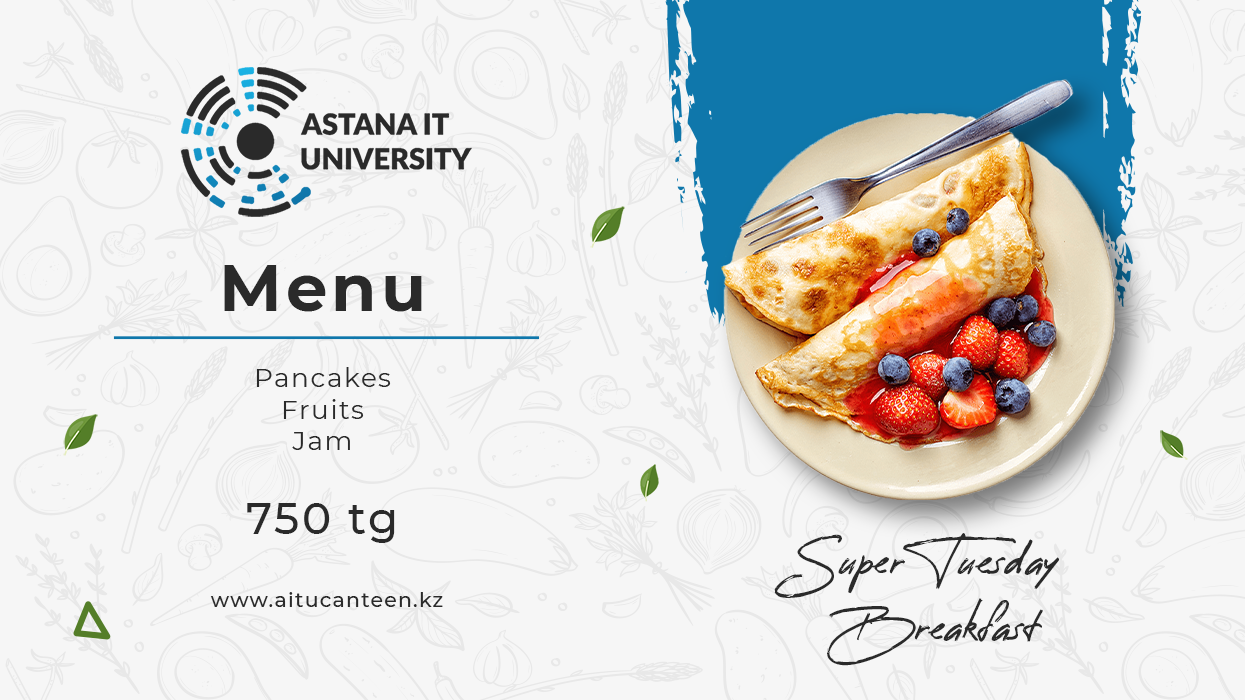 ASTANA IT
UNIVERSITY
Menu
Pancakes
Fruits
Jam
750 tg
www.aitucanteen.kz
Super Tuesday
Breakfast